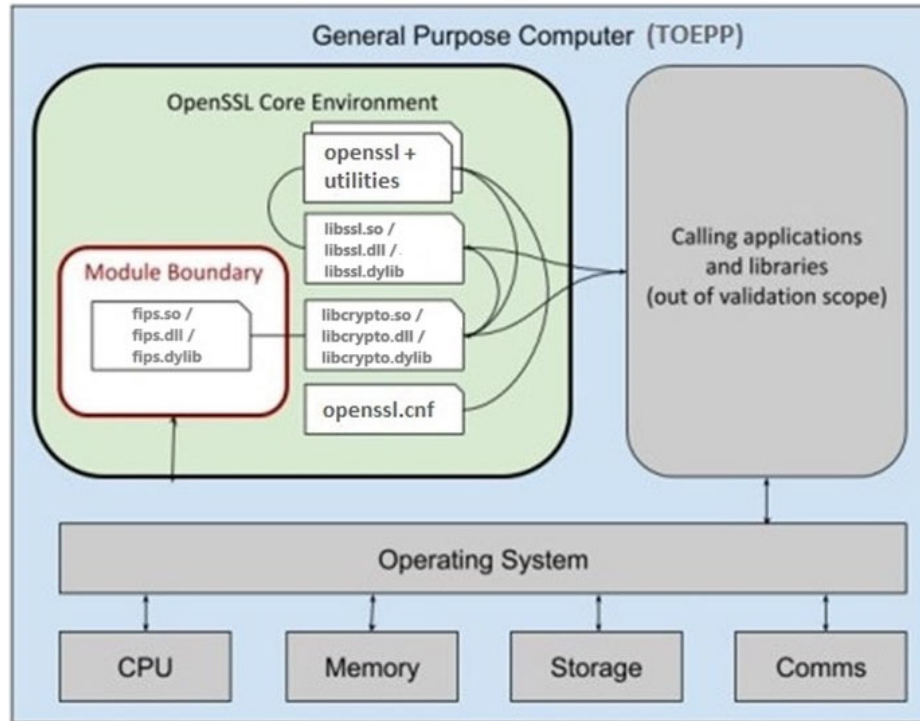 General Purpose Computer (TOEPP)
OpenSSL Core Environment
openssl +
utilities
libssl.so /
libssl.dll /
libssl.dylib
Module Boundary
fips.so /
fips.dll /
fips.dylib
libcrypto.so /
libcrypto.dll /
libcrypto.dylib
openssl.cnf
Calling applications
and libraries
(out of validation scope)
Operating System
CPU
Memory
Storage
Comms